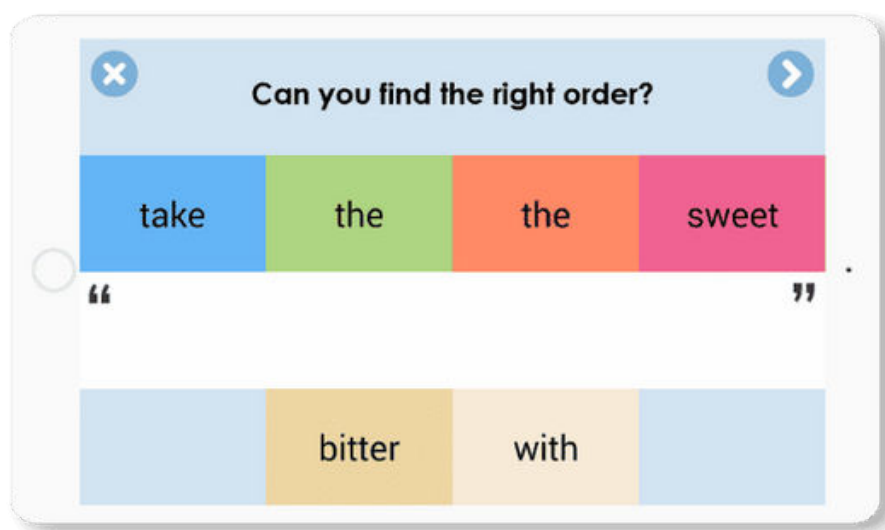 Can you find the right order?
take the the sweet
“ ”
bitter with